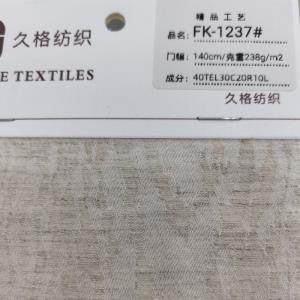 久格纺织
E TEXTILES
精品工艺
品名: FK-1237#
门幅: 140cm/克重238g/m2
成分: 40TEL30C20R10L
久格纺织